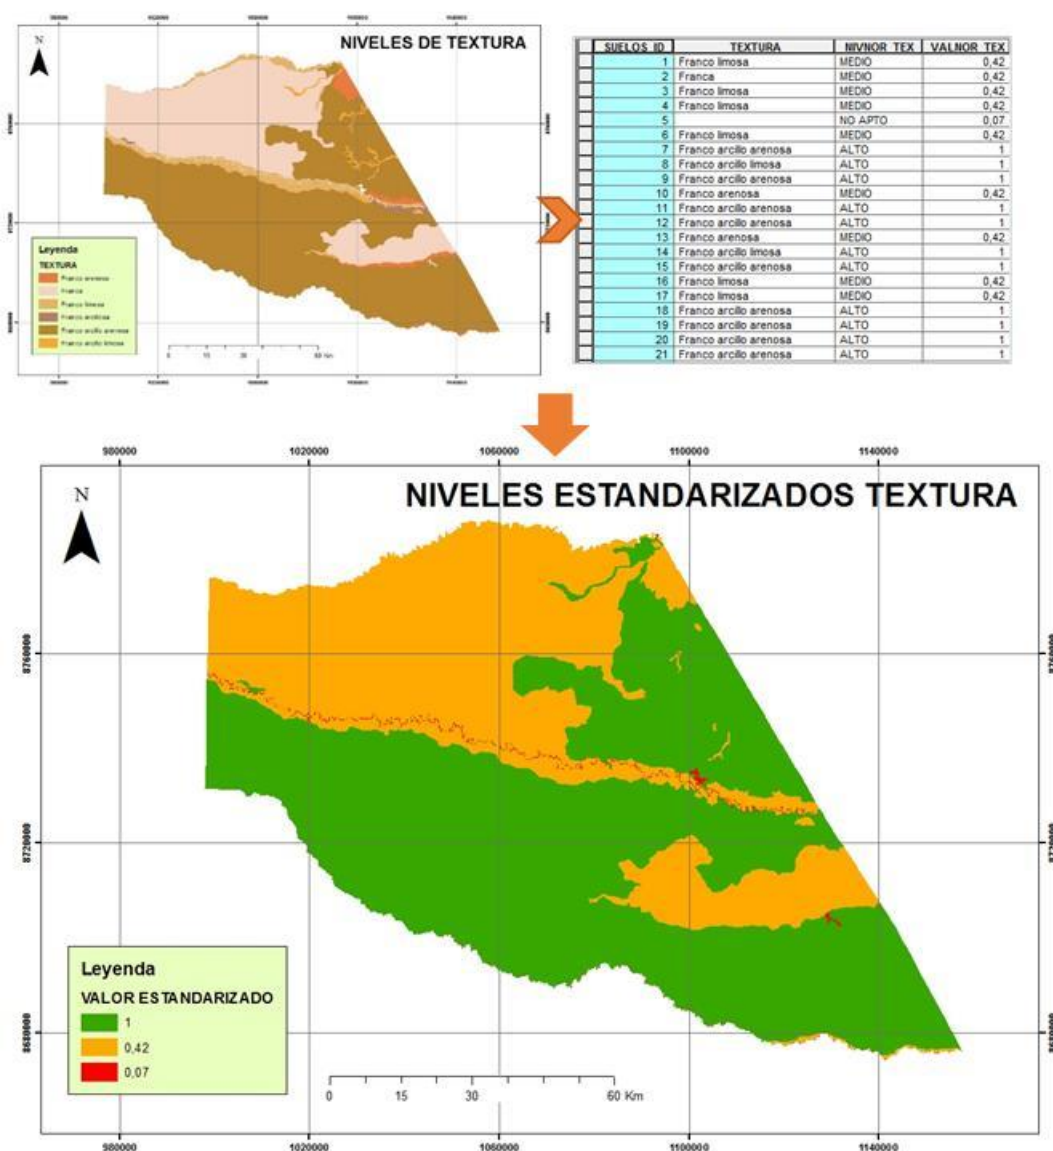 NIVELES DE TEXTURA
N
Leyenda
TEXTURA
Franco arenosa
Franca
Franco limosa
Franco arcillosa
Franco arcillo arenosa
Franco arcillo limosa
0 15 30 60 Km
SUELOS_ID TEXTURA NIVNOR_TEX VALNOR_TEX
1 Franco limosa MEDIO 0,42
2 Franca MEDIO 0,42
3 Franco limosa MEDIO 0,42
4 Franco limosa MEDIO 0,42
5 NO APTO 0,07
6 Franco limosa MEDIO 0,42
7 Franco arcillo arenosa ALTO 1
8 Franco arcillo limosa ALTO 1
9 Franco arcillo arenosa ALTO 1
10 Franco arenosa MEDIO 0,42
11 Franco arcillo arenosa ALTO 1
12 Franco arcillo arenosa ALTO 1
13 Franco arenosa MEDIO 0,42
14 Franco arcillo limosa ALTO 1
15 Franco arcillo arenosa ALTO 1
16 Franco limosa MEDIO 0,42
17 Franco limosa MEDIO 0,42
18 Franco arcillo arenosa ALTO 1
19 Franco arcillo arenosa ALTO 1
20 Franco arcillo arenosa ALTO 1
21 Franco arcillo arenosa ALTO 1
980000 1020000 1060000 1100000 1140000
NIVELES ESTANDARIZADOS TEXTURA
N
8760000 8760000
8720000 8720000
8680000 8680000
Leyenda
VALOR ESTANDARIZADO
1
0,42
0,07
0 15 30 60 Km
980000 1020000 1060000 1100000 1140000